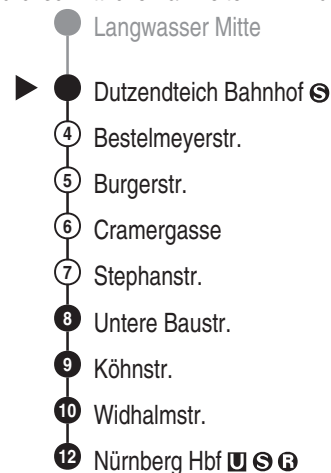 Langwasser Mitte
Dutzendteich Bahnhof S
4 Bestelmeyerstr.
5 Burgerstr.
6 Cramergasse
7 Stephanstr.
8 Untere Baustr.
9 Köhnstr.
10 Widhalmstr.
12 Nürnberg Hbf U S R